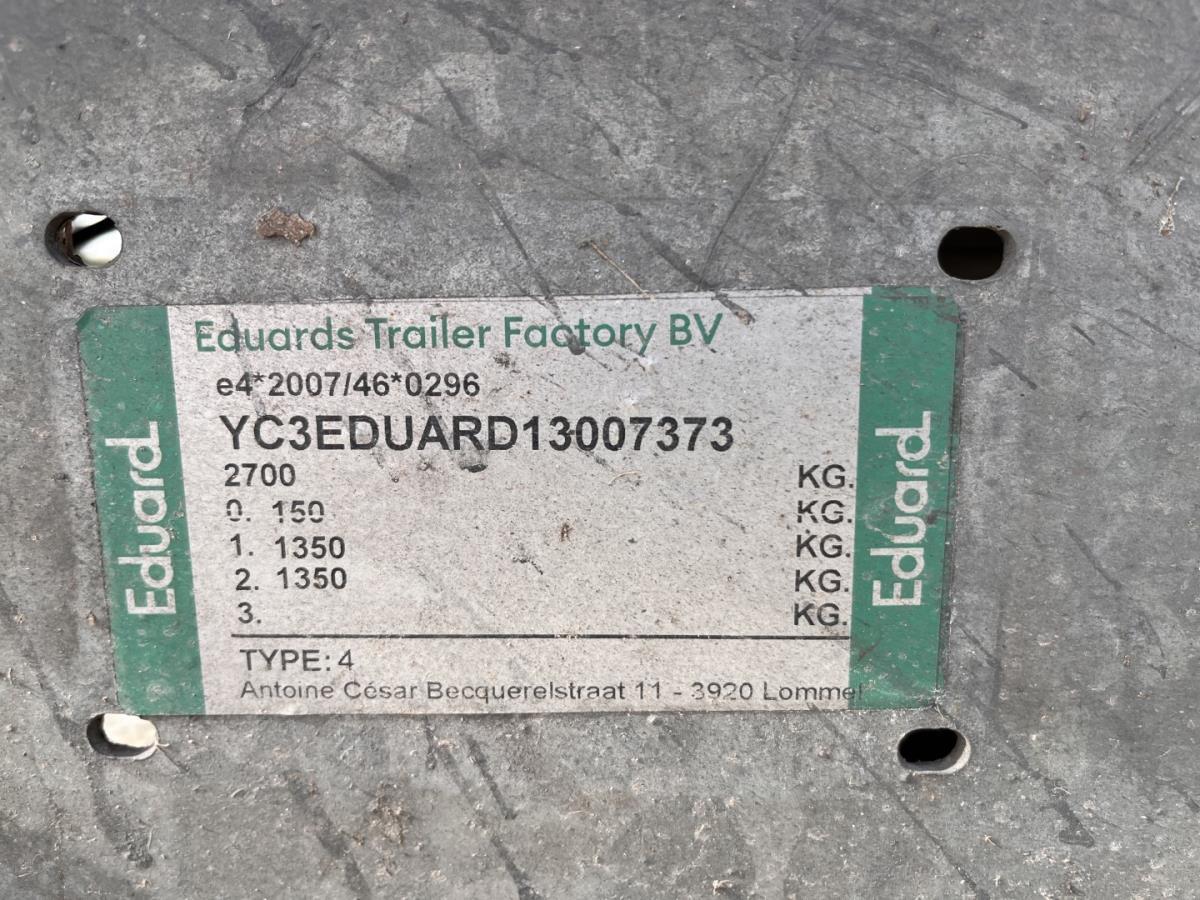 Eduards Trailer Factory BV
e4*2007/46*0296
YC3EDUARD13007373
2700 KG.
0. 150 KG.
1. 1350 KG.
2. 1350 KG.
3. KG.
TYPE: 4
Antoine César Becquerelstraat 11 - 3920 Lommel
Eduard
Eduard